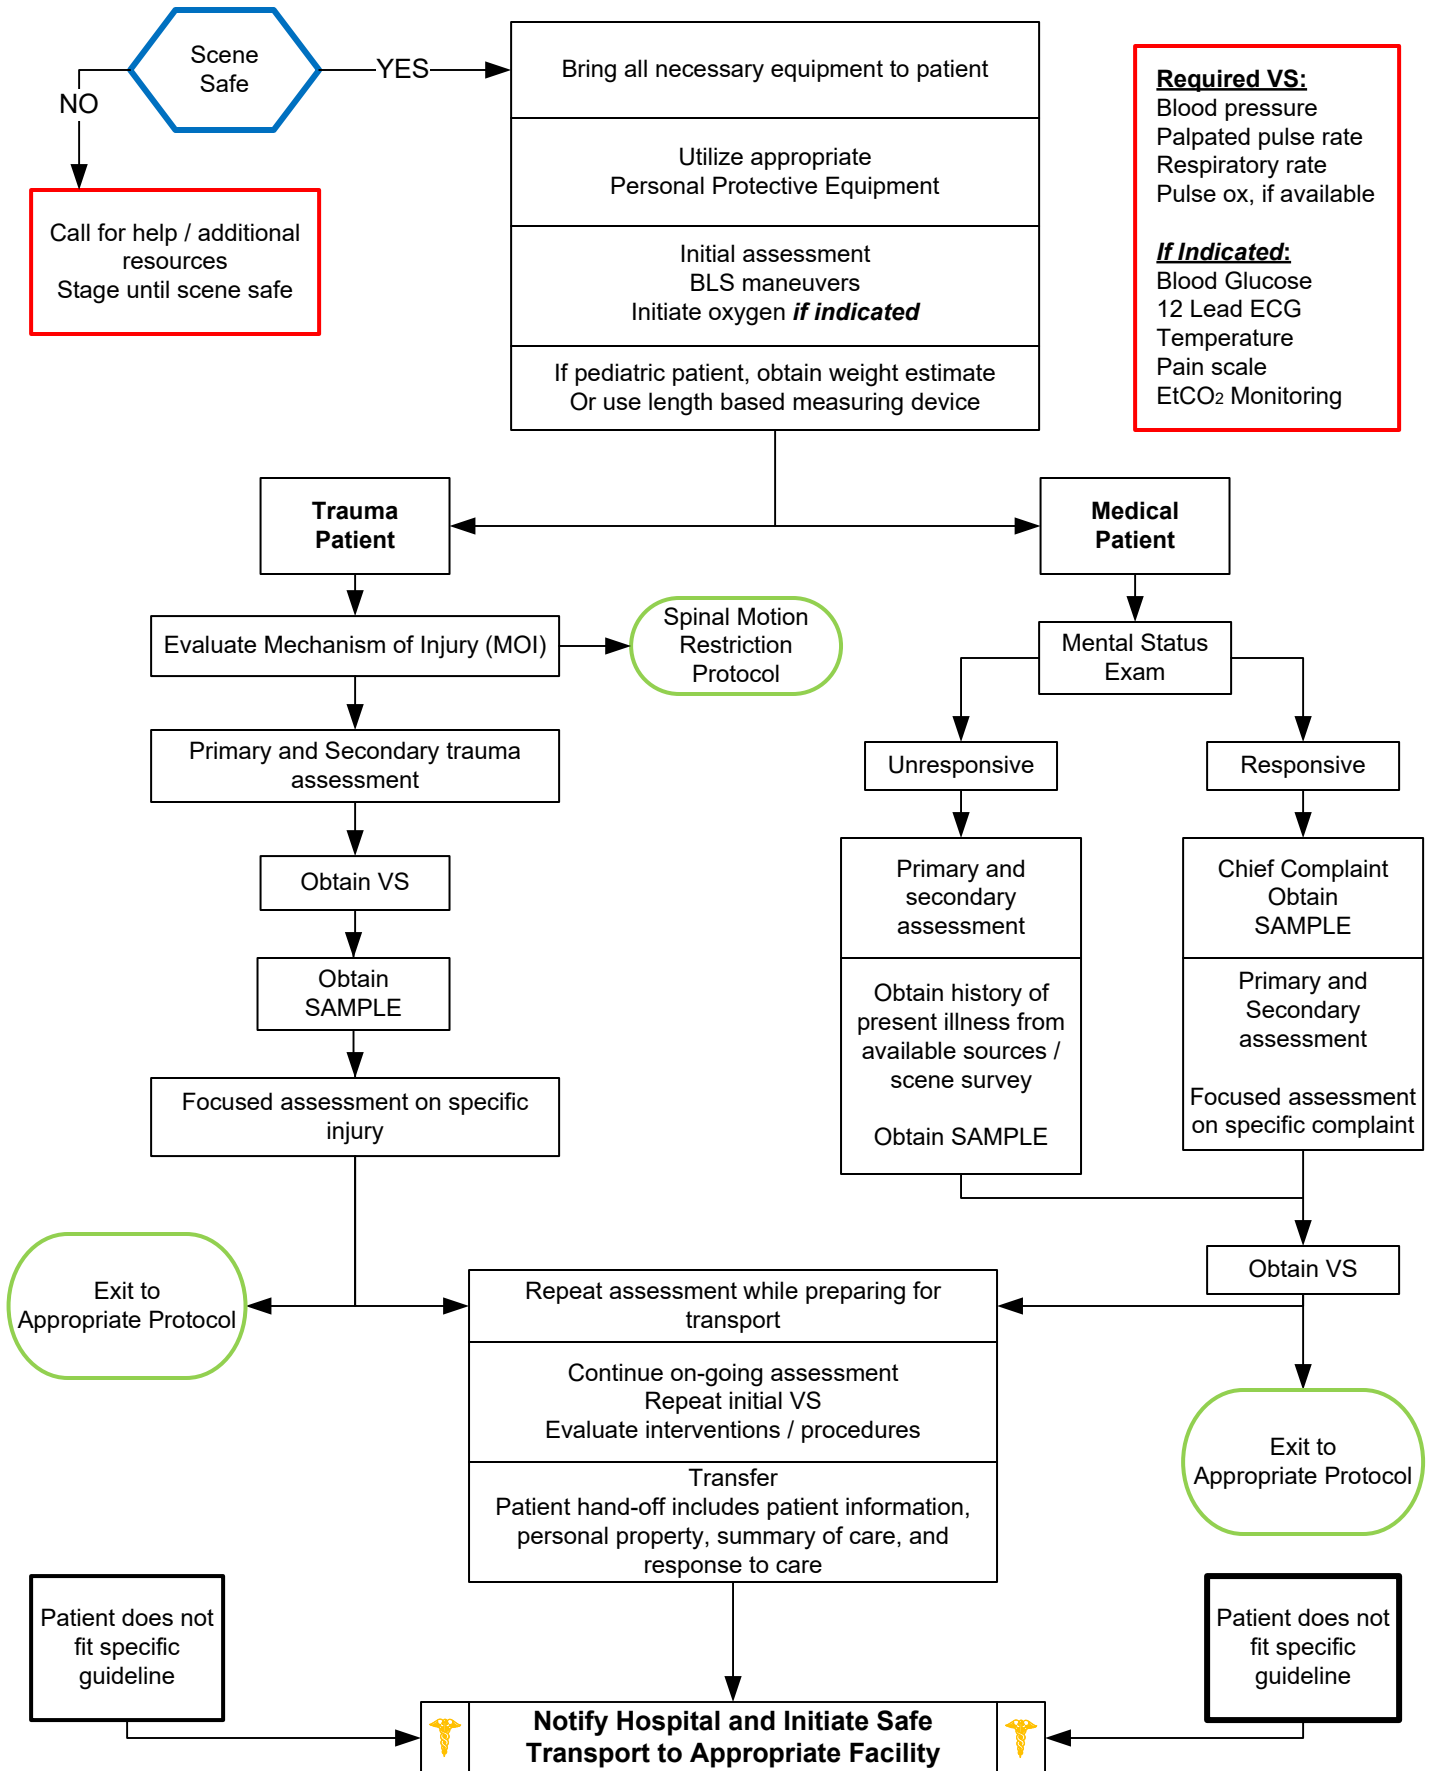 Scene
Safe
YES
NO
Call for help / additional
resources
Stage until scene safe
Bring all necessary equipment to patient
Utilize appropriate
Personal Protective Equipment
Initial assessment
BLS maneuvers
Initiate oxygen if indicated
If pediatric patient, obtain weight estimate
Or use length based measuring device
Required VS:
Blood pressure
Palpated pulse rate
Respiratory rate
Pulse ox, if available
If Indicated:
Blood Glucose
12 Lead ECG
Temperature
Pain scale
EtCO2 Monitoring
Trauma
Patient
Medical
Patient
Evaluate Mechanism of Injury (MOI)
Spinal Motion
Restriction
Protocol
Mental Status
Exam
Primary and Secondary trauma
assessment
Unresponsive
Responsive
Obtain VS
Obtain
SAMPLE
Focused assessment on specific
injury
Primary and
secondary
assessment
Obtain history of
present illness from
available sources /
scene survey
Obtain SAMPLE
Chief Complaint
Obtain
SAMPLE
Primary and
Secondary
assessment
Focused assessment
on specific complaint
Obtain VS
Exit to
Appropriate Protocol
Repeat assessment while preparing for
transport
Continue on-going assessment
Repeat initial VS
Evaluate interventions / procedures
Transfer
Patient hand-off includes patient information,
personal property, summary of care, and
response to care
Exit to
Appropriate Protocol
Patient does not
fit specific
guideline
Patient does not
fit specific
guideline
Notify Hospital and Initiate Safe
Transport to Appropriate Facility